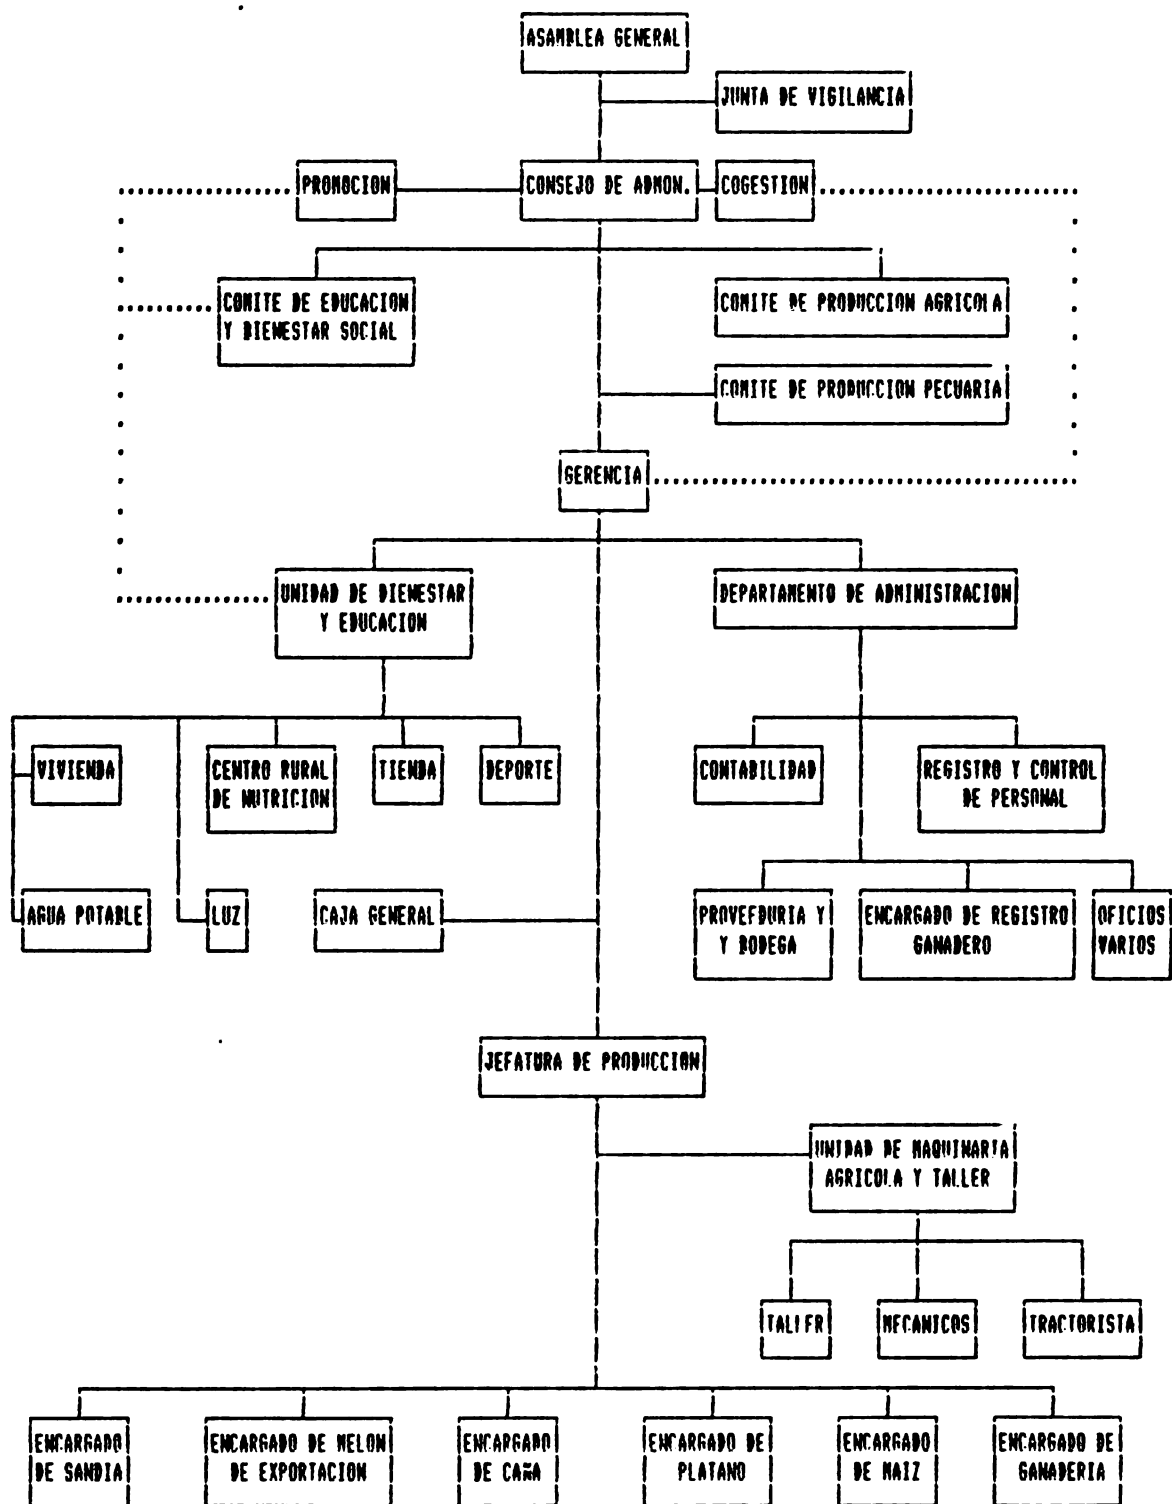 ASAMBLEA GENERAL
JUNTA DE VIGILANCIA
PROMOCION
CONSEJO DE ADMON.
COGESTION
COMITE DE EDUCACION
Y BIENESTAR SOCIAL
COMITE DE PRODUCCION AGRICOLA
COMITE DE PRODUCCION PECUARIA
GERENCIA
UNIDAD DE BIENESTAR
Y EDUCACION
DEPARTAMENTO DE ADMINISTRACION
VIVIENDA
CENTRO RURAL
DE NUTRICION
TIENDA
DEPORTE
CONTABILIDAD
REGISTRO Y CONTROL
DE PERSONAL
AGUA POTABLE
LUZ
CAJA GENERAL
PROVEEDURIA Y
Y BODEGA
ENCARGADO DE REGISTRO
GANADERO
OFICIOS
VARIOS
JEFATURA DE PRODUCCION
UNIDAD DE MAQUINARIA
AGRICOLA Y TALLER
TALLER
MECANICOS
TRACTORISTA
ENCARGADO
DE SANDIA
ENCARGADO DE MELON
DE EXPORTACION
ENCARGADO
DE CAÑA
ENCARGADO DE
PLATANO
ENCARGADO
DE MAIZ
ENCARGADO DE
GANADERIA